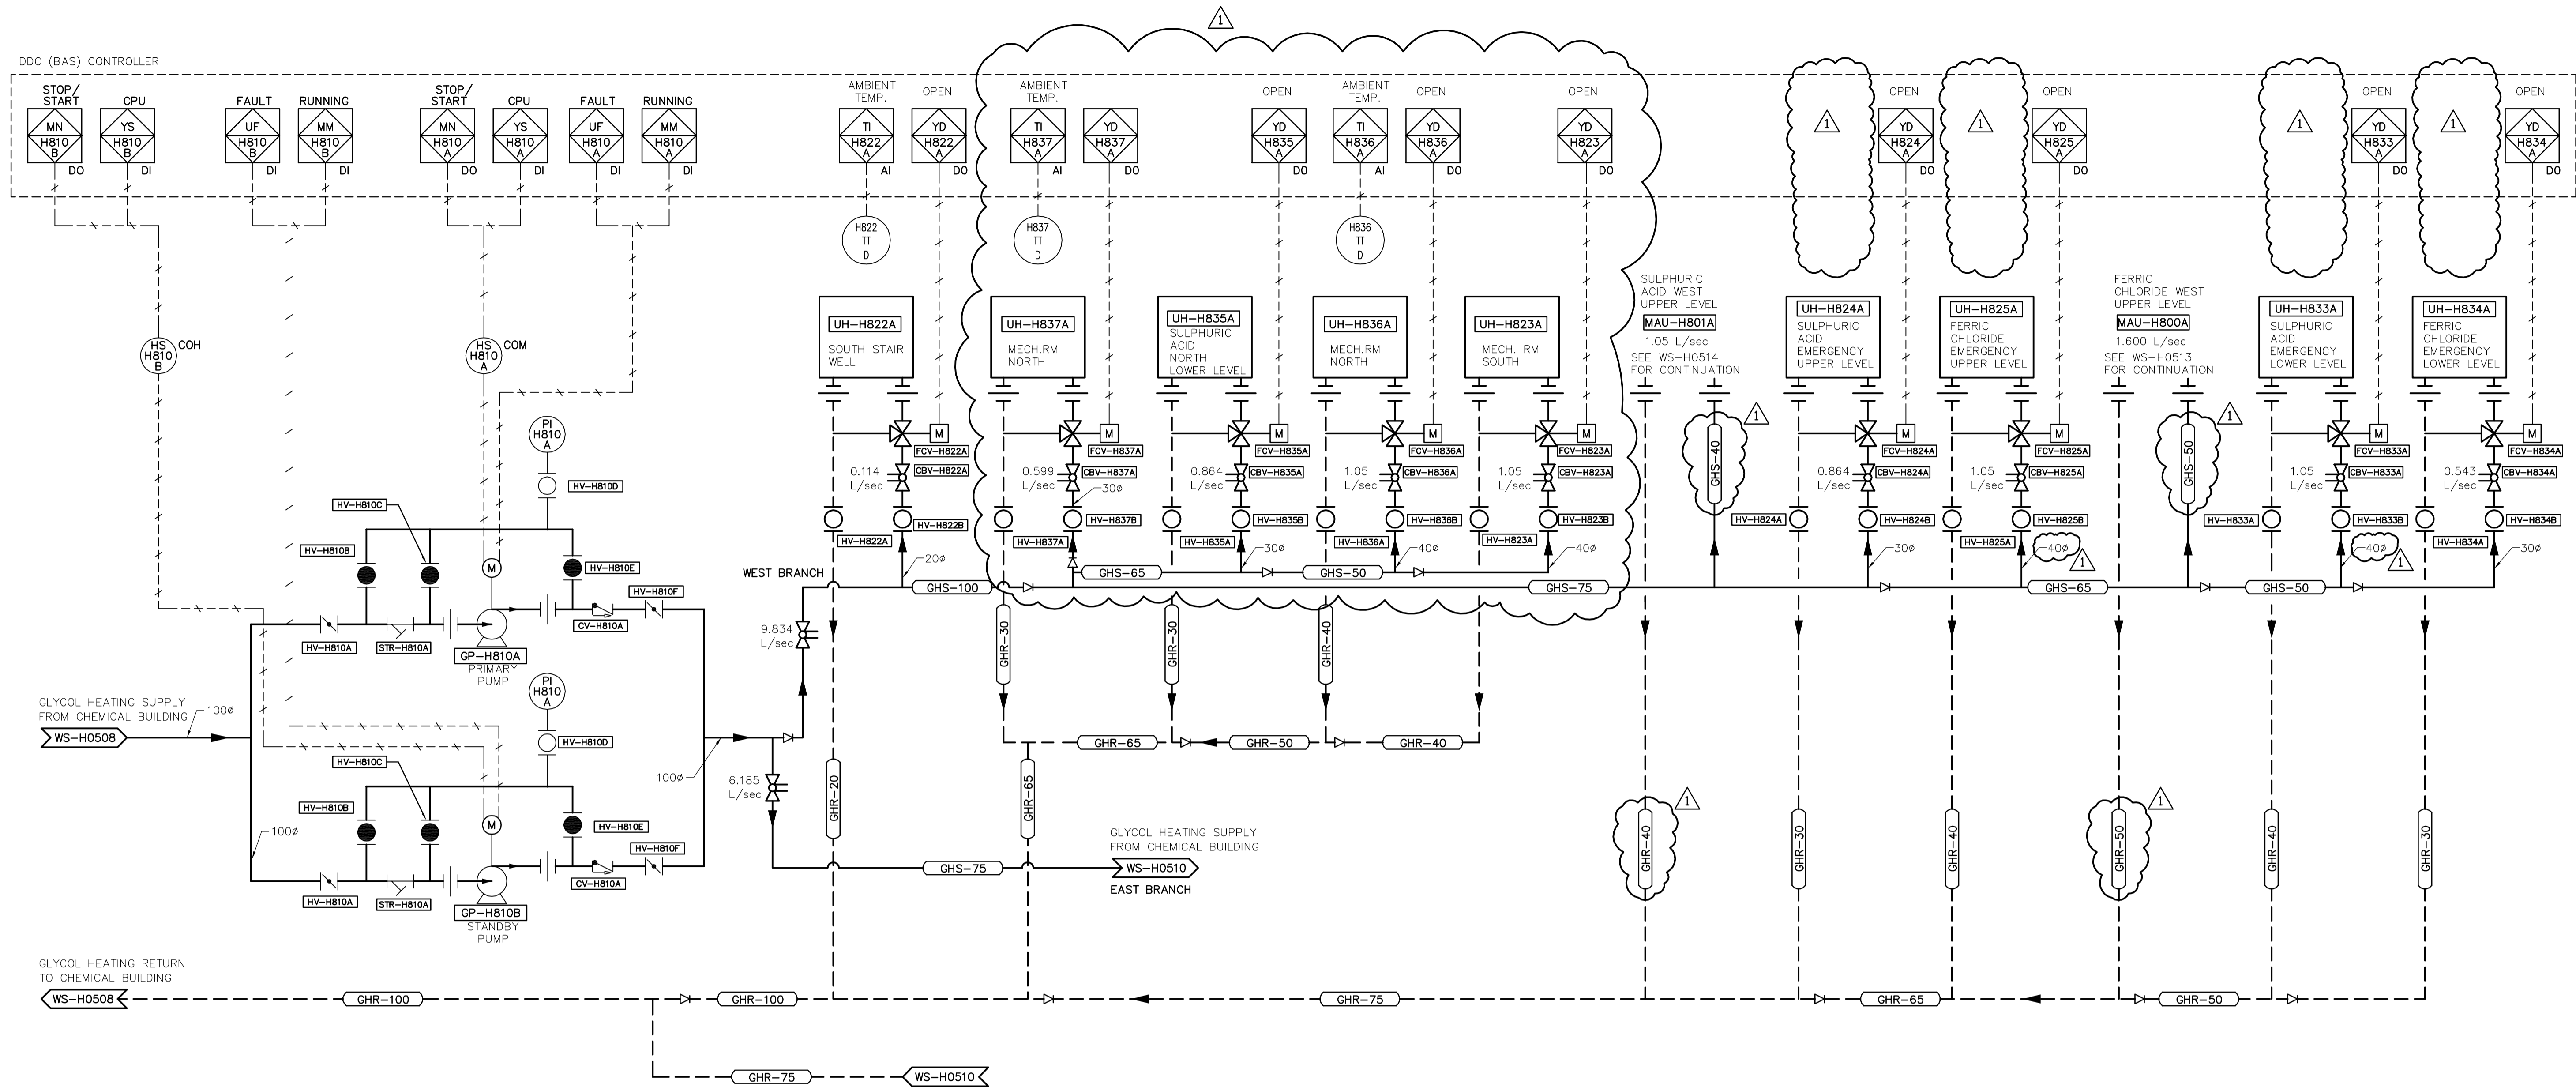 1
DDC (BAS) CONTROLLER
STOP/
START
MN
H810
B
DO
CPU
YS
H810
B
DI
FAULT
UF
H810
B
DI
RUNNING
MM
H810
B
DI
STOP/
START
MN
H810
A
DO
CPU
YS
H810
A
DI
FAULT
UF
H810
A
DI
RUNNING
MM
H810
A
DI
AMBIENT
TEMP.
TI
H822
A
AI
OPEN
YD
H822
A
DO
AMBIENT
TEMP.
TI
H837
A
AI
YD
H837
A
DO
OPEN
YD
H835
A
DO
AMBIENT
TEMP.
TI
H836
A
AI
OPEN
YD
H836
A
DO
OPEN
YD
H823
A
DO
1
OPEN
YD
H824
A
DO
1
OPEN
YD
H825
A
DO
1
OPEN
YD
H833
A
DO
1
OPEN
YD
H834
A
DO
H822
TT
D
H837
TT
D
H836
TT
D
HS
H810
B
COH
HS
H810
A
COM
UH-H822A
SOUTH STAIR
WELL
UH-H837A
MECH.RM
NORTH
UH-H835A
SULPHURIC
ACID
NORTH
LOWER LEVEL
UH-H836A
MECH.RM
NORTH
UH-H823A
MECH. RM
SOUTH
SULPHURIC
ACID WEST
UPPER LEVEL
MAU-H801A
1.05 L/sec
SEE WS-H0514
FOR CONTINUATION
UH-H824A
SULPHURIC
ACID
EMERGENCY
UPPER LEVEL
UH-H825A
FERRIC
CHLORIDE
EMERGENCY
UPPER LEVEL
FERRIC
CHLORIDE WEST
UPPER LEVEL
MAU-H800A
1.600 L/sec
SEE WS-H0513
FOR CONTINUATION
UH-H833A
SULPHURIC
ACID
EMERGENCY
LOWER LEVEL
UH-H834A
FERRIC
CHLORIDE
EMERGENCY
LOWER LEVEL
M
FCV-H822A
0.114
L/sec
CBV-H822A
HV-H822A
HV-H822B
20ø
M
FCV-H837A
0.599
L/sec
CBV-H837A
30ø
HV-H837A
HV-H837B
M
FCV-H835A
0.864
L/sec
CBV-H835A
HV-H835A
HV-H835B
30ø
M
FCV-H836A
1.05
L/sec
CBV-H836A
HV-H836A
HV-H836B
40ø
M
FCV-H823A
1.05
L/sec
CBV-H823A
HV-H823A
HV-H823B
40ø
GHS-40
1
M
FCV-H824A
0.864
L/sec
CBV-H824A
HV-H824A
HV-H824B
30ø
M
FCV-H825A
1.05
L/sec
CBV-H825A
HV-H825A
HV-H825B
40ø
1
GHS-50
1
M
FCV-H833A
1.05
L/sec
CBV-H833A
HV-H833A
HV-H833B
40ø
1
M
FCV-H834A
0.543
L/sec
CBV-H834A
HV-H834A
HV-H834B
30ø
PI
H810
A
HV-H810D
HV-H810C
HV-H810B
M
HV-H810E
HV-H810F
CV-H810A
HV-H810A
STR-H810A
GP-H810A
PRIMARY
PUMP
WEST BRANCH
GHS-100
GHS-65
GHS-50
GHS-75
GHS-65
GHS-50
9.834
L/sec
GHR-30
GHR-30
GHR-40
GLYCOL HEATING SUPPLY
FROM CHEMICAL BUILDING
WS-H0508
100ø
PI
H810
A
HV-H810D
HV-H810C
HV-H810B
M
HV-H810E
HV-H810F
CV-H810A
100ø
HV-H810A
STR-H810A
GP-H810B
STANDBY
PUMP
100ø
6.185
L/sec
GHR-65
GHR-50
GHR-40
GHR-20
GHR-65
GHS-75
GLYCOL HEATING SUPPLY
FROM CHEMICAL BUILDING
WS-H0510
EAST BRANCH
GHR-40
1
GHR-30
GHR-40
GHR-50
1
GHR-40
GHR-30
GLYCOL HEATING RETURN
TO CHEMICAL BUILDING
WS-H0508
GHR-100
GHR-100
GHR-75
GHR-65
GHR-50
GHR-75
WS-H0510